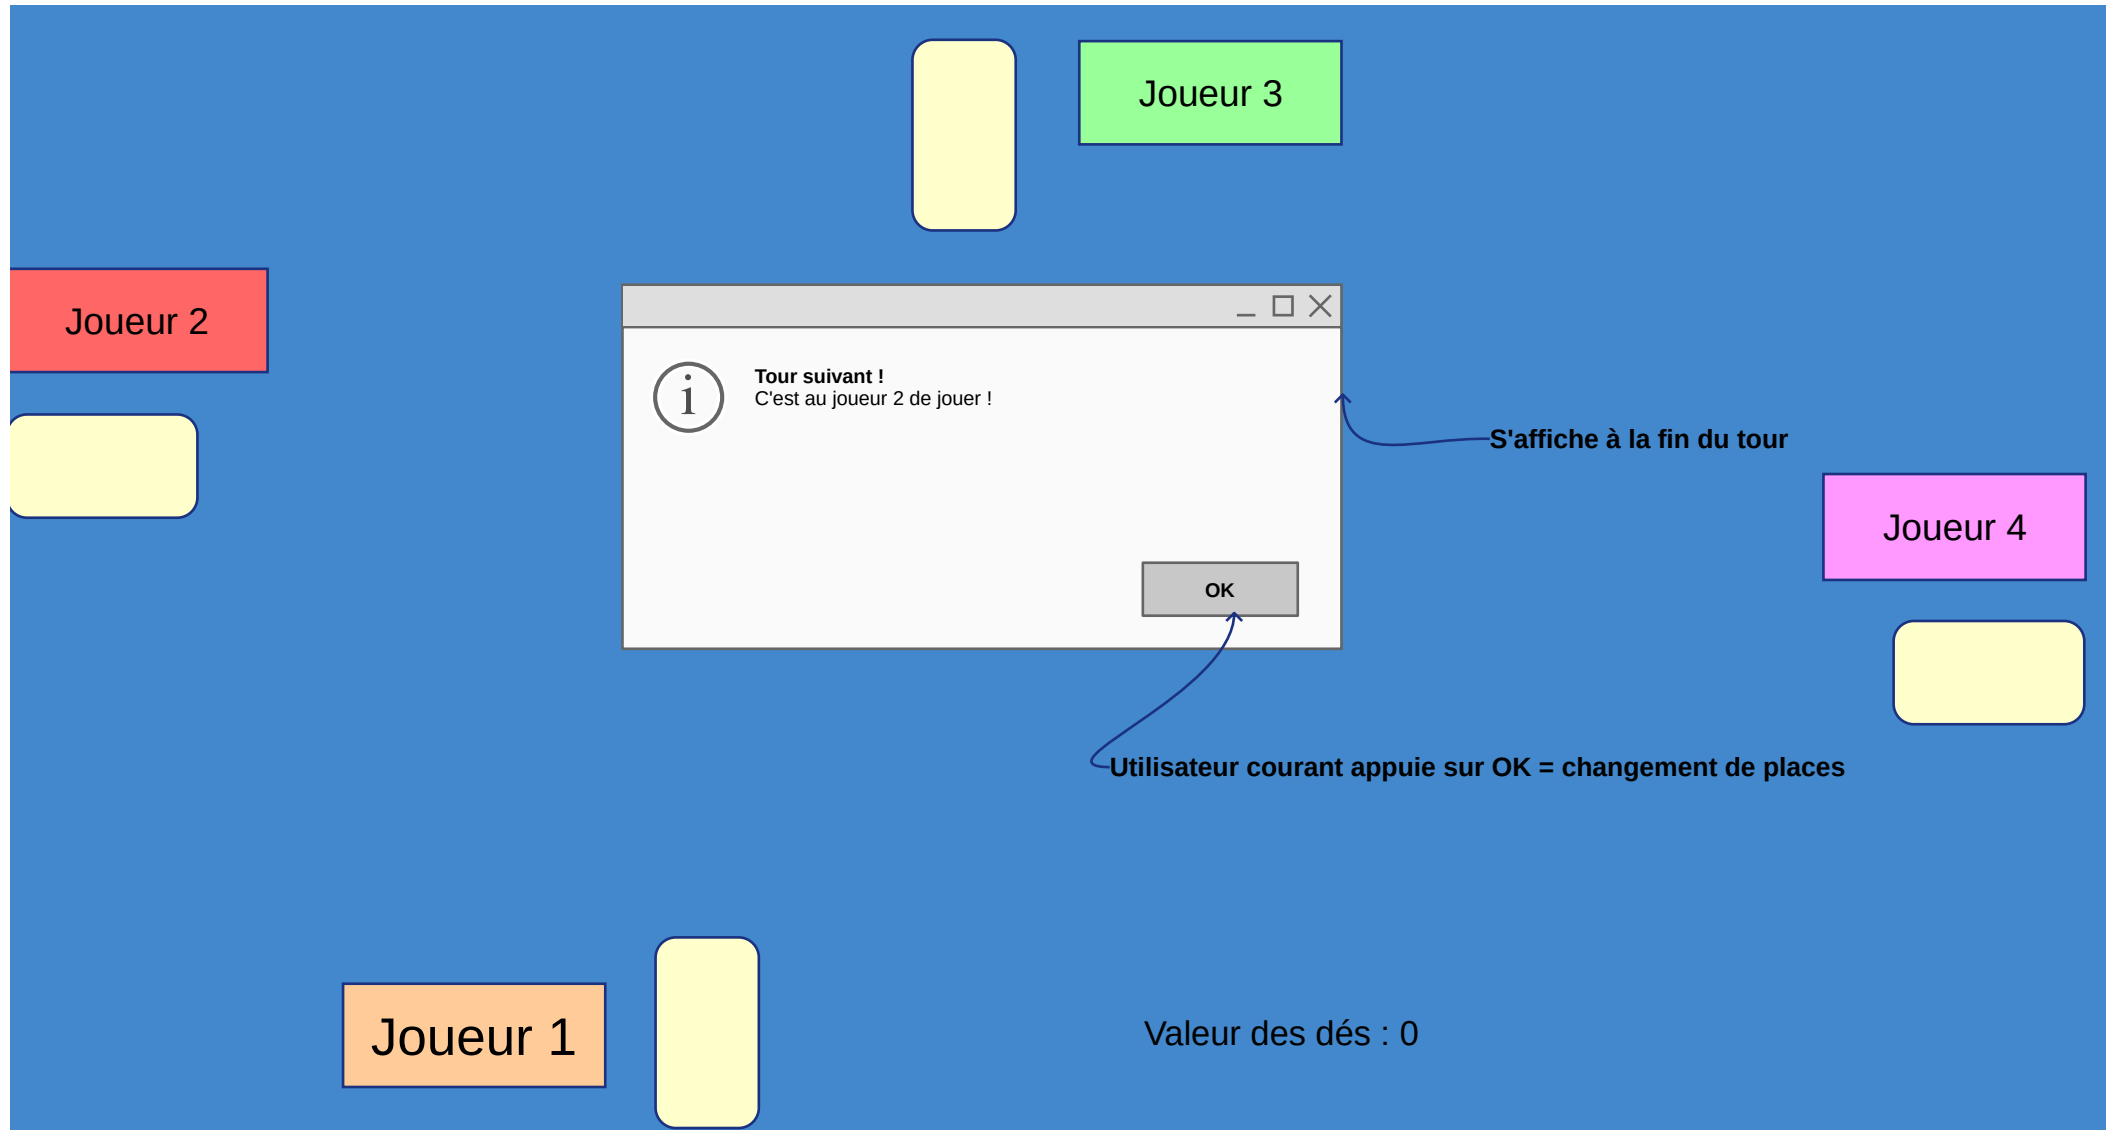 Joueur 3
Joueur 2
Tour suivant !
C'est au joueur 2 de jouer !
S'affiche à la fin du tour
Joueur 4
OK
Utilisateur courant appuie sur OK = changement de places
Joueur 1
Valeur des dés : 0